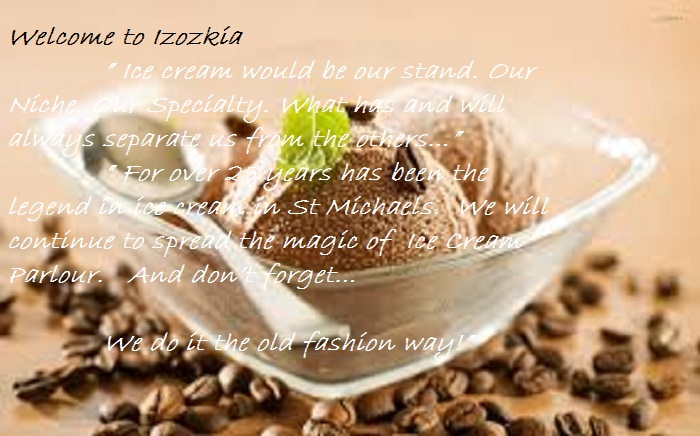 Welcome to Izozkia
" Ice cream would be our stand. Our
Niche. Our Specialty. What has and will
always separate us from the others..."
" For over 25 years has been the
legend in ice cream in St Michaels. We will
continue to spread the magic of Ice Cream
Parlour. And don't forget...
We do it the old fashion way!"